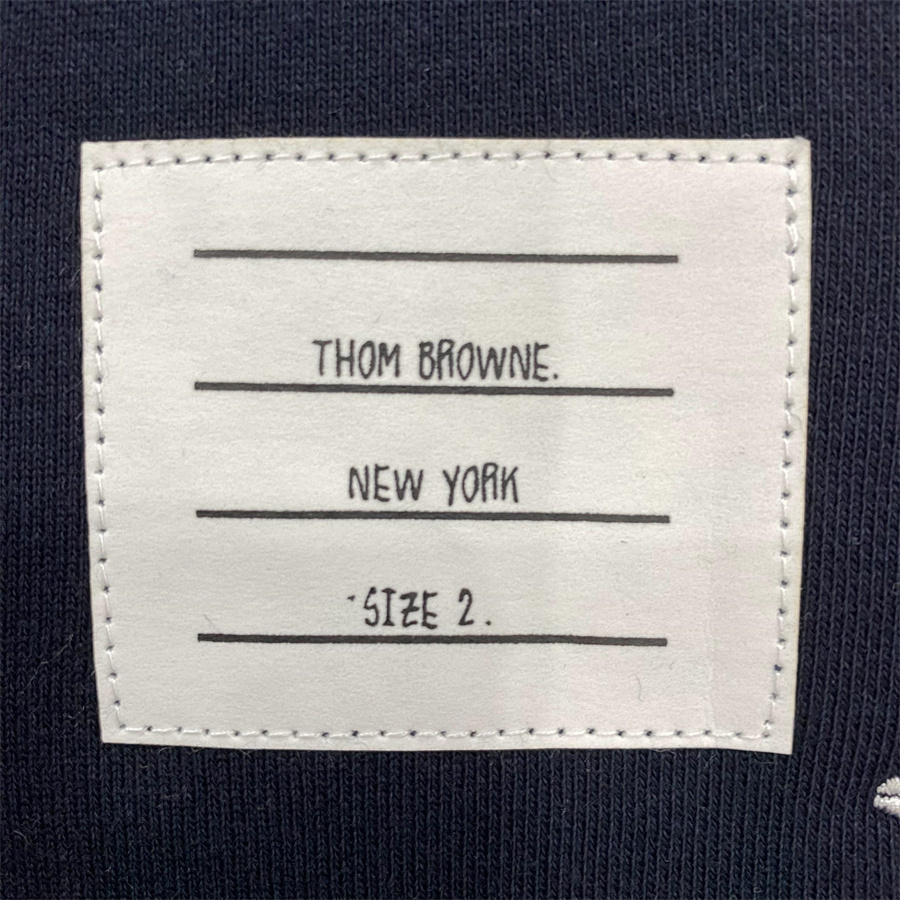 THOM BROWNE.
NEW YORK
SIZE 2.